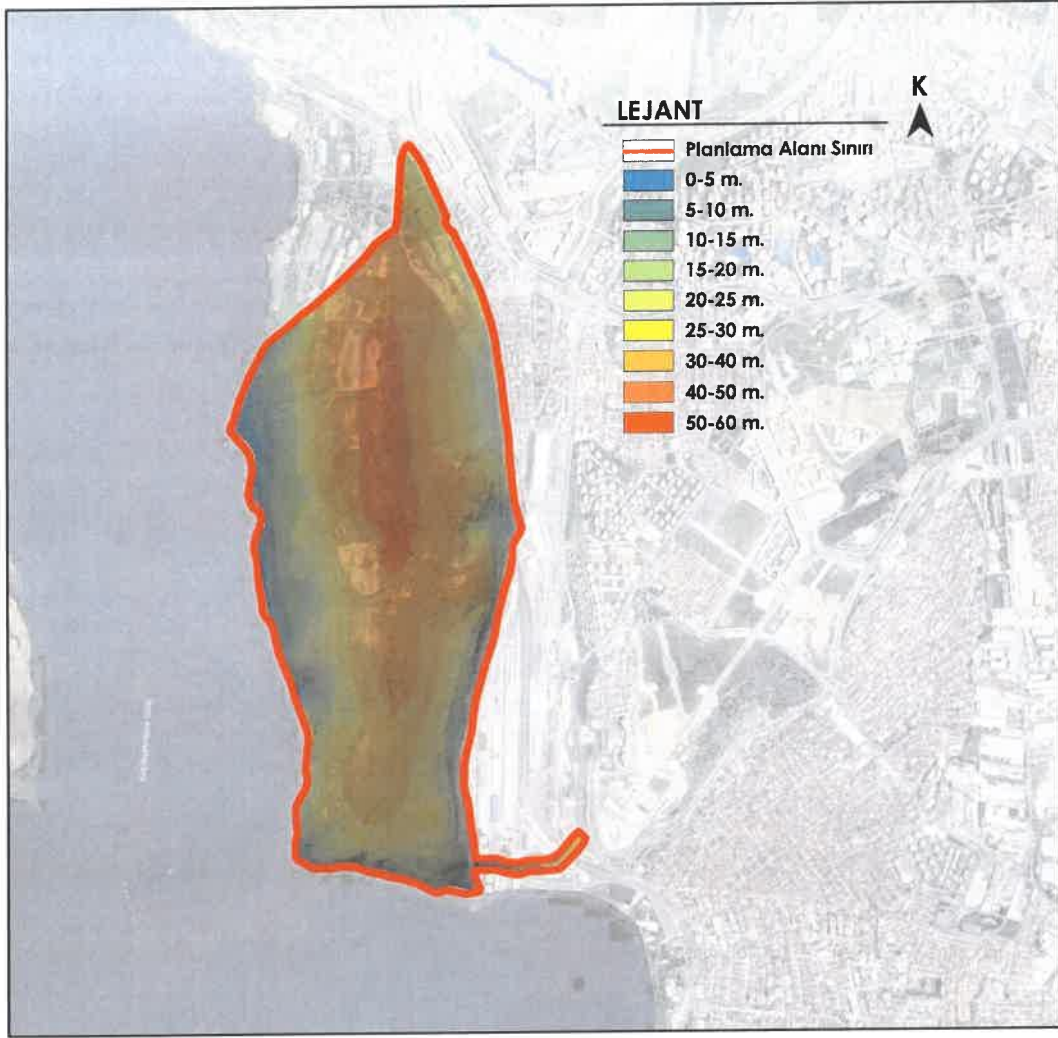 LEJANT
K
Planlama Alanı Sınırı
0-5 m.
5-10 m.
10-15 m.
15-20 m.
20-25 m.
25-30 m.
30-40 m.
40-50 m.
50-60 m.